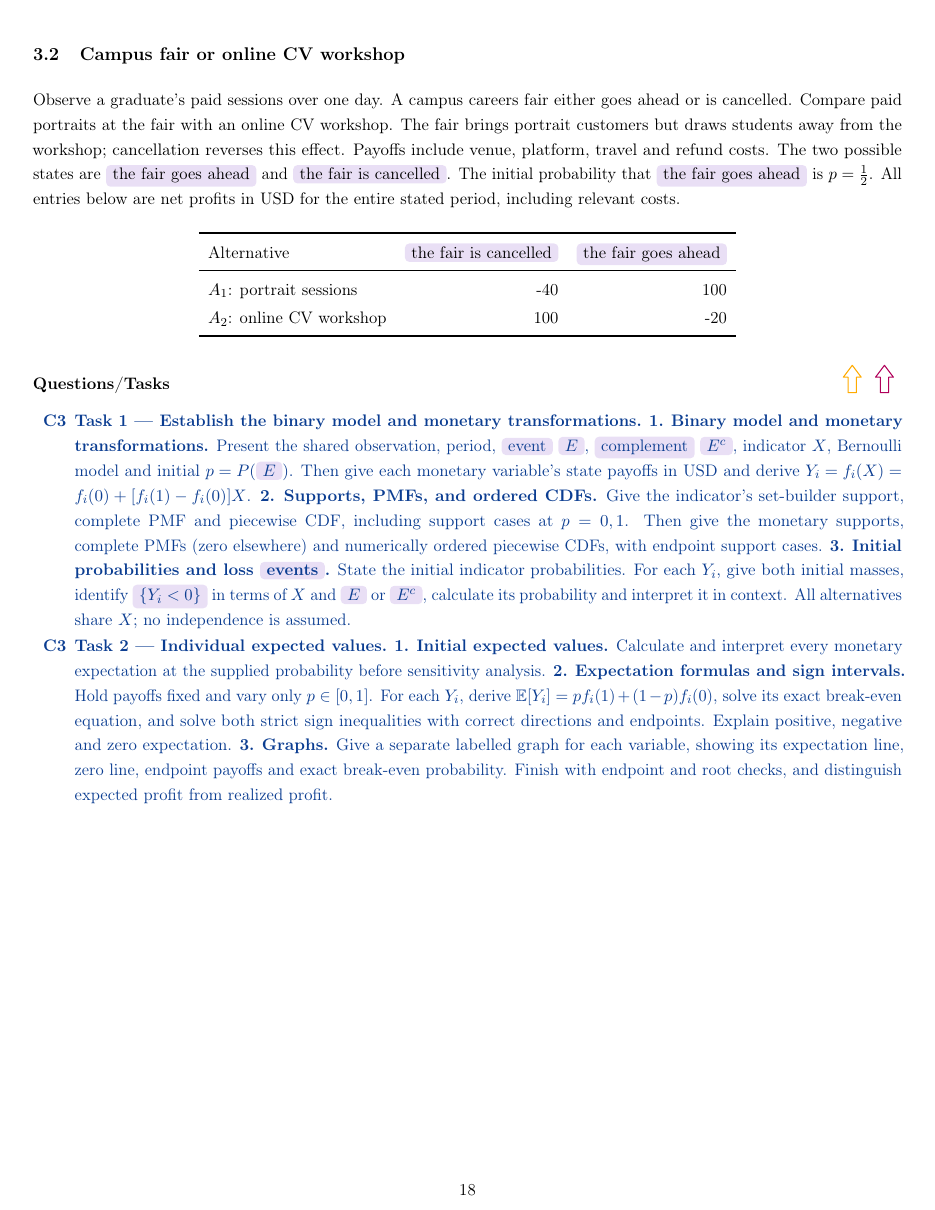 3.2 Campus fair or online CV workshop
Observe a graduate's paid sessions over one day. A campus careers fair either goes ahead or is cancelled. Compare paid
portraits at the fair with an online CV workshop. The fair brings portrait customers but draws students away from the
workshop; cancellation reverses this effect. Payoffs include venue, platform, travel and refund costs. The two possible
states are the fair goes ahead and the fair is cancelled . The initial probability that the fair goes ahead is p = 1/2. All
entries below are net profits in USD for the entire stated period, including relevant costs.
Alternative the fair is cancelled the fair goes ahead
A₁: portrait sessions -40 100
A₂: online CV workshop 100 -20
Questions/Tasks
C3 Task 1 — Establish the binary model and monetary transformations. 1. Binary model and monetary
transformations. Present the shared observation, period, event E , complement Eᶜ , indicator X, Bernoulli
model and initial p = P( E ). Then give each monetary variable's state payoffs in USD and derive Yᵢ = fᵢ(X) =
fᵢ(0) + [fᵢ(1) − fᵢ(0)]X. 2. Supports, PMFs, and ordered CDFs. Give the indicator's set-builder support,
complete PMF and piecewise CDF, including support cases at p = 0, 1. Then give the monetary supports,
complete PMFs (zero elsewhere) and numerically ordered piecewise CDFs, with endpoint support cases. 3. Initial
probabilities and loss events . State the initial indicator probabilities. For each Yᵢ, give both initial masses,
identify {Yᵢ < 0} in terms of X and E or Eᶜ , calculate its probability and interpret it in context. All alternatives
share X; no independence is assumed.
C3 Task 2 — Individual expected values. 1. Initial expected values. Calculate and interpret every monetary
expectation at the supplied probability before sensitivity analysis. 2. Expectation formulas and sign intervals.
Hold payoffs fixed and vary only p ∈ [0, 1]. For each Yᵢ, derive 𝔼[Yᵢ] = pfᵢ(1)+(1−p)fᵢ(0), solve its exact break-even
equation, and solve both strict sign inequalities with correct directions and endpoints. Explain positive, negative
and zero expectation. 3. Graphs. Give a separate labelled graph for each variable, showing its expectation line,
zero line, endpoint payoffs and exact break-even probability. Finish with endpoint and root checks, and distinguish
expected profit from realized profit.
18